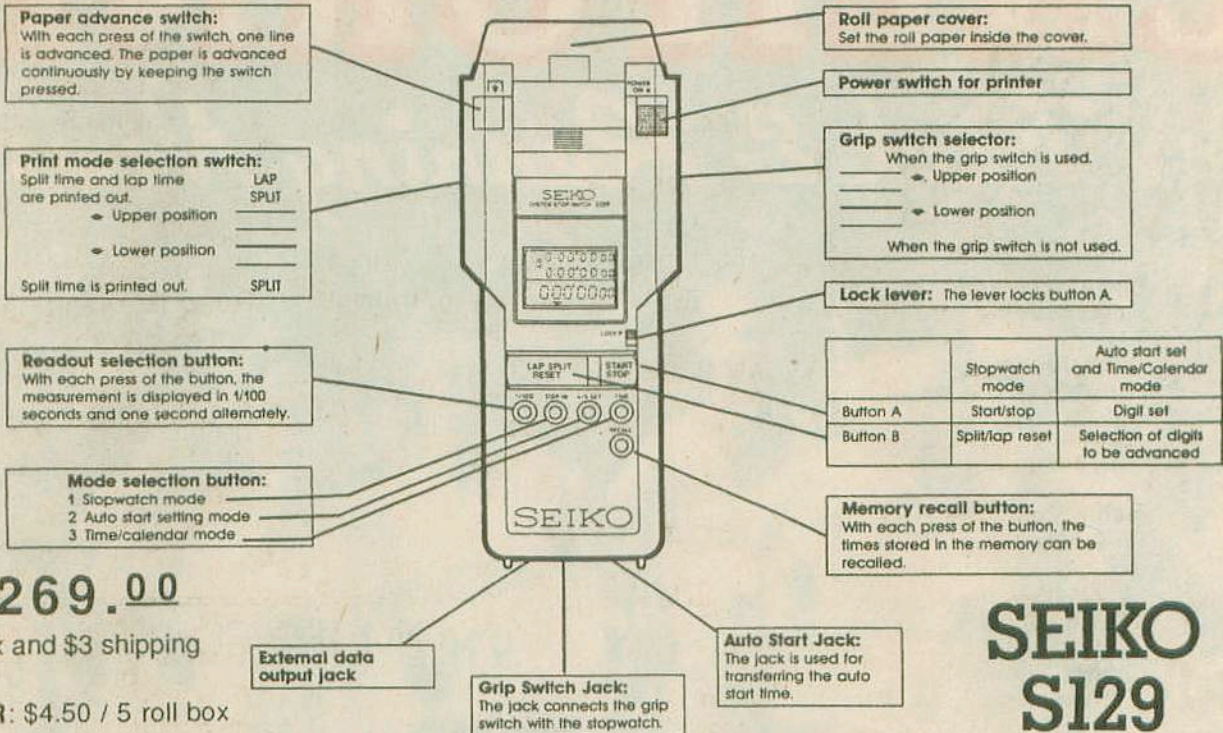 Paper advance switch:
With each press of the switch, one line
is advanced. The paper is advanced
continuously by keeping the switch
pressed.
Print mode selection switch:
Split time and lap time LAP
are printed out. SPLIT
Upper position
Lower position
Split time is printed out. SPLIT
Readout selection button:
With each press of the button, the
measurement is displayed in 1/100
seconds and one second alternately.
Mode selection button:
1 Stopwatch mode
2 Auto start setting mode
3 Time/calendar mode
POWER
ON
SEIKO
LOCK
LAP SPLIT
RESET
START
STOP
1/100
RECALL
SEIKO
Roll paper cover:
Set the roll paper inside the cover.
Power switch for printer
Grip switch selector:
When the grip switch is used.
Upper position
Lower position
When the grip switch is not used.
Lock lever: The lever locks button A.
Stopwatch mode
Auto start set and Time/Calendar mode
Button A Start/stop Digit set
Button B Split/lap reset Selection of digits to be advanced
Memory recall button:
With each press of the button, the
times stored in the memory can be
recalled.
269.00
and $3 shipping
: $4.50 / 5 roll box
External data
output jack
Grip Switch Jack:
The jack connects the grip
switch with the stopwatch.
Auto Start Jack:
The jack is used for
transferring the auto
start time.
SEIKO
S129